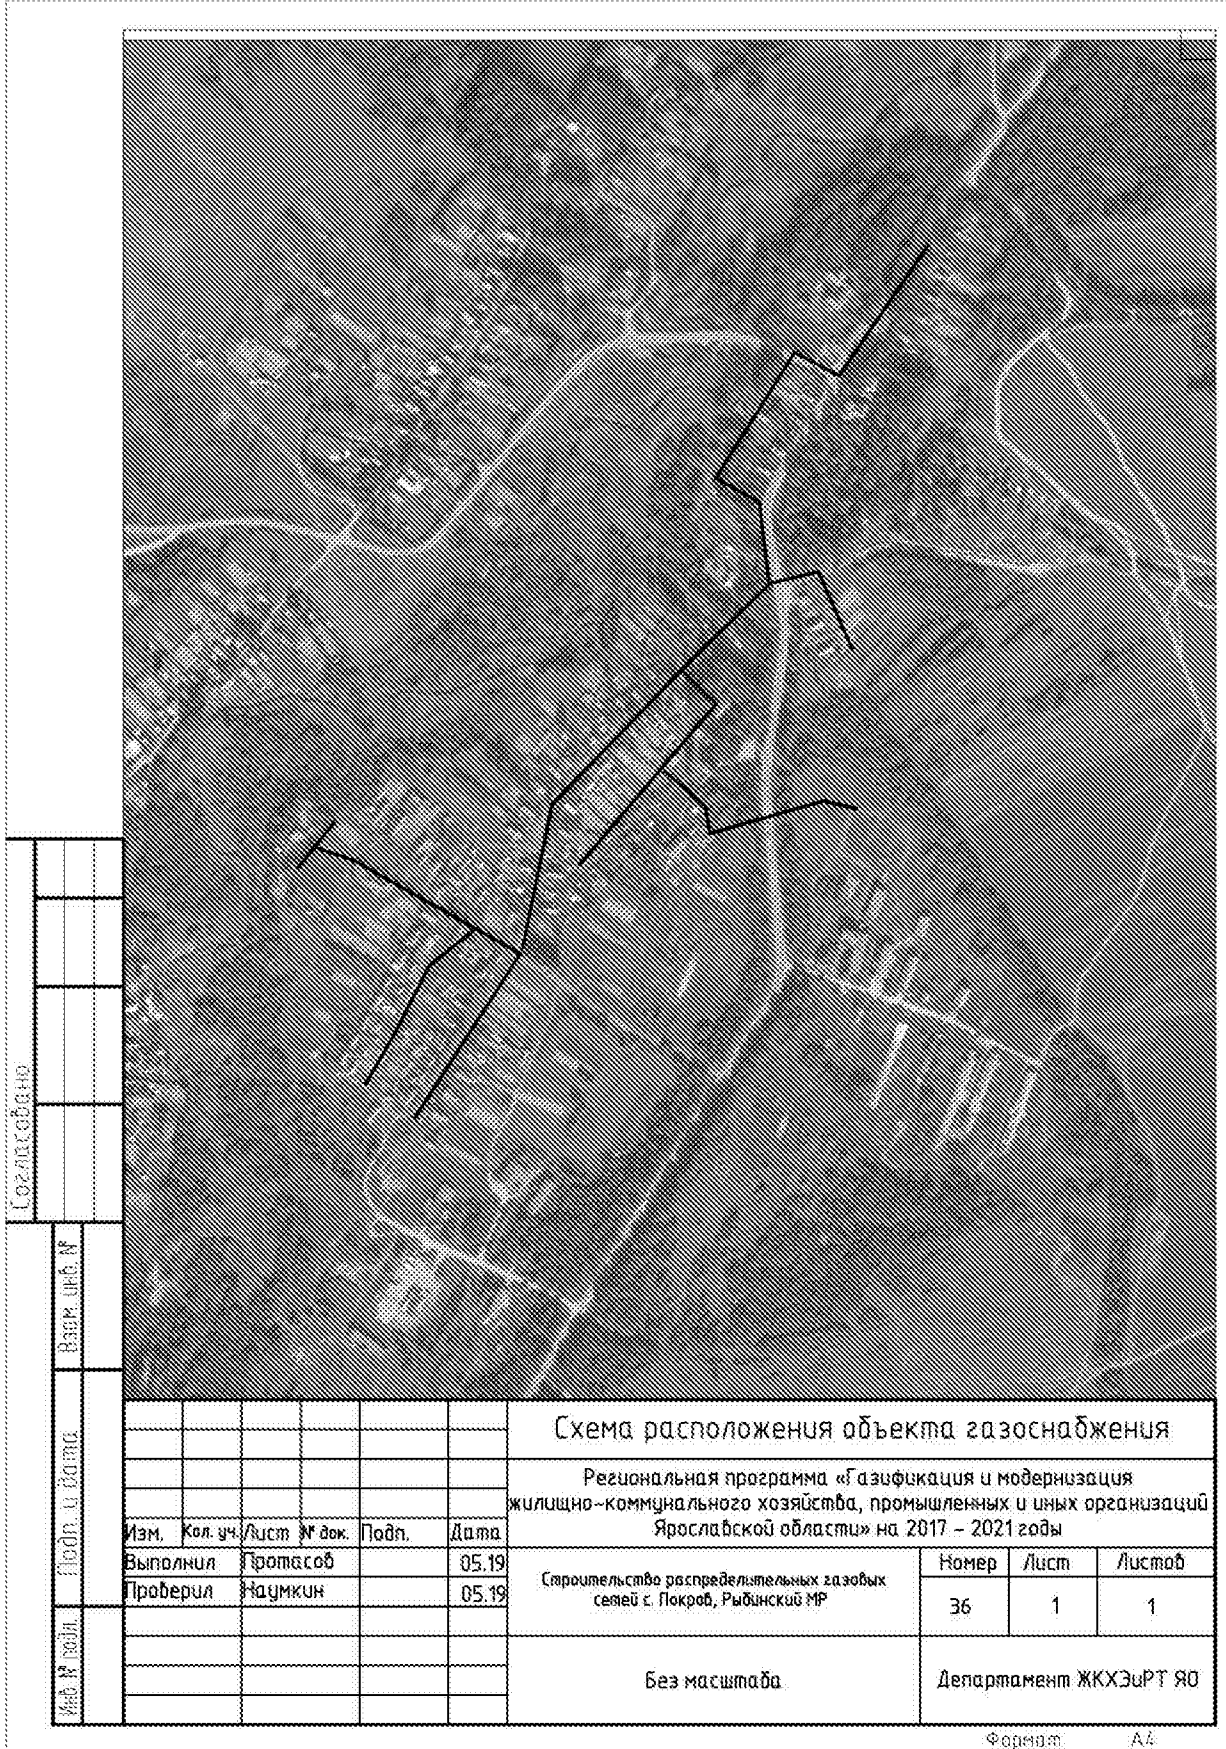 Согласовано
Взам. инв. №
Подп. и дата
Инв № подл.
Схема расположения объекта газоснабжения
Региональная программа «Газификация и модернизация
жилищно-коммунального хозяйства, промышленных и иных организаций
Ярославской области» на 2017 - 2021 годы
Изм. Кол. уч. Лист № док. Подп. Дата
Выполнил Протасов 05.19
Проверил Наумкин 05.19
Строительство распределительных газовых
сетей с. Покров, Рыбинский МР
Номер Лист Листов
36 1 1
Без масштаба
Департамент ЖКХЭиРТ ЯО
Формат А4